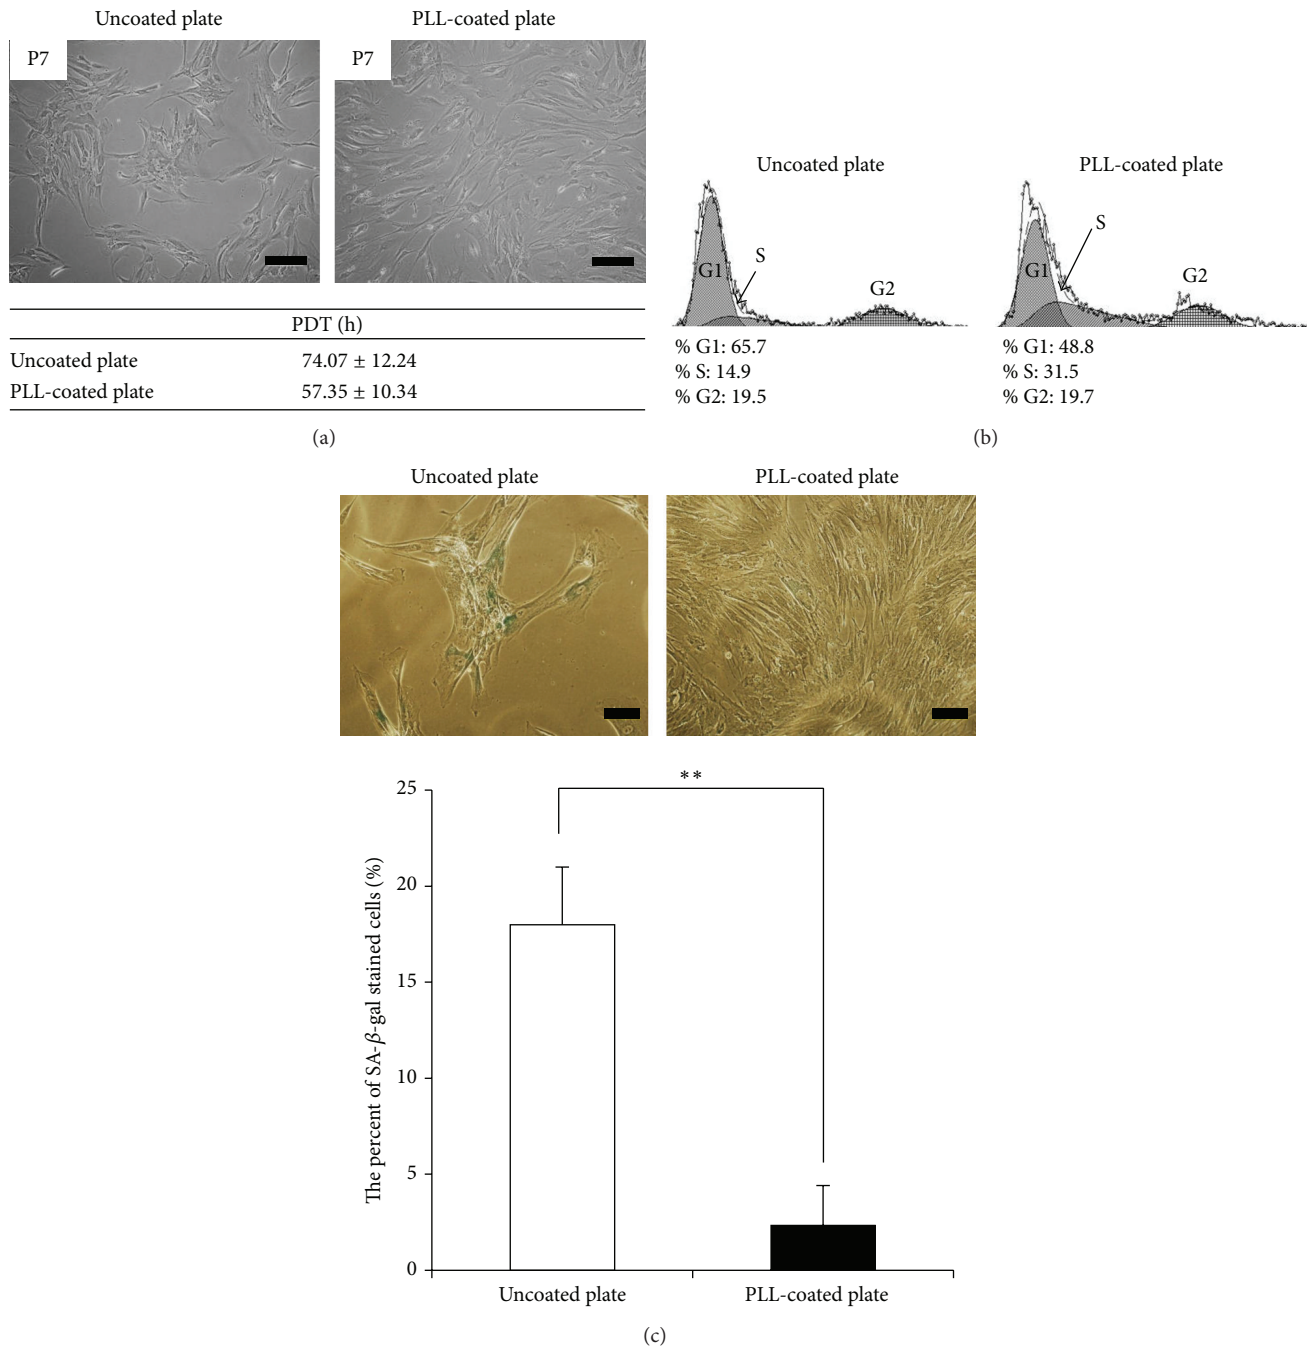 Uncoated plate
PLL-coated plate
P7
P7
PDT (h)
Uncoated plate 74.07 ± 12.24
PLL-coated plate 57.35 ± 10.34
(a)
Uncoated plate
PLL-coated plate
G1
S
G2
G1
S
G2
% G1: 65.7
% S: 14.9
% G2: 19.5
% G1: 48.8
% S: 31.5
% G2: 19.7
(b)
Uncoated plate
PLL-coated plate
The percent of SA-β-gal stained cells (%)
25
20
15
10
5
0
**
Uncoated plate
PLL-coated plate
(c)